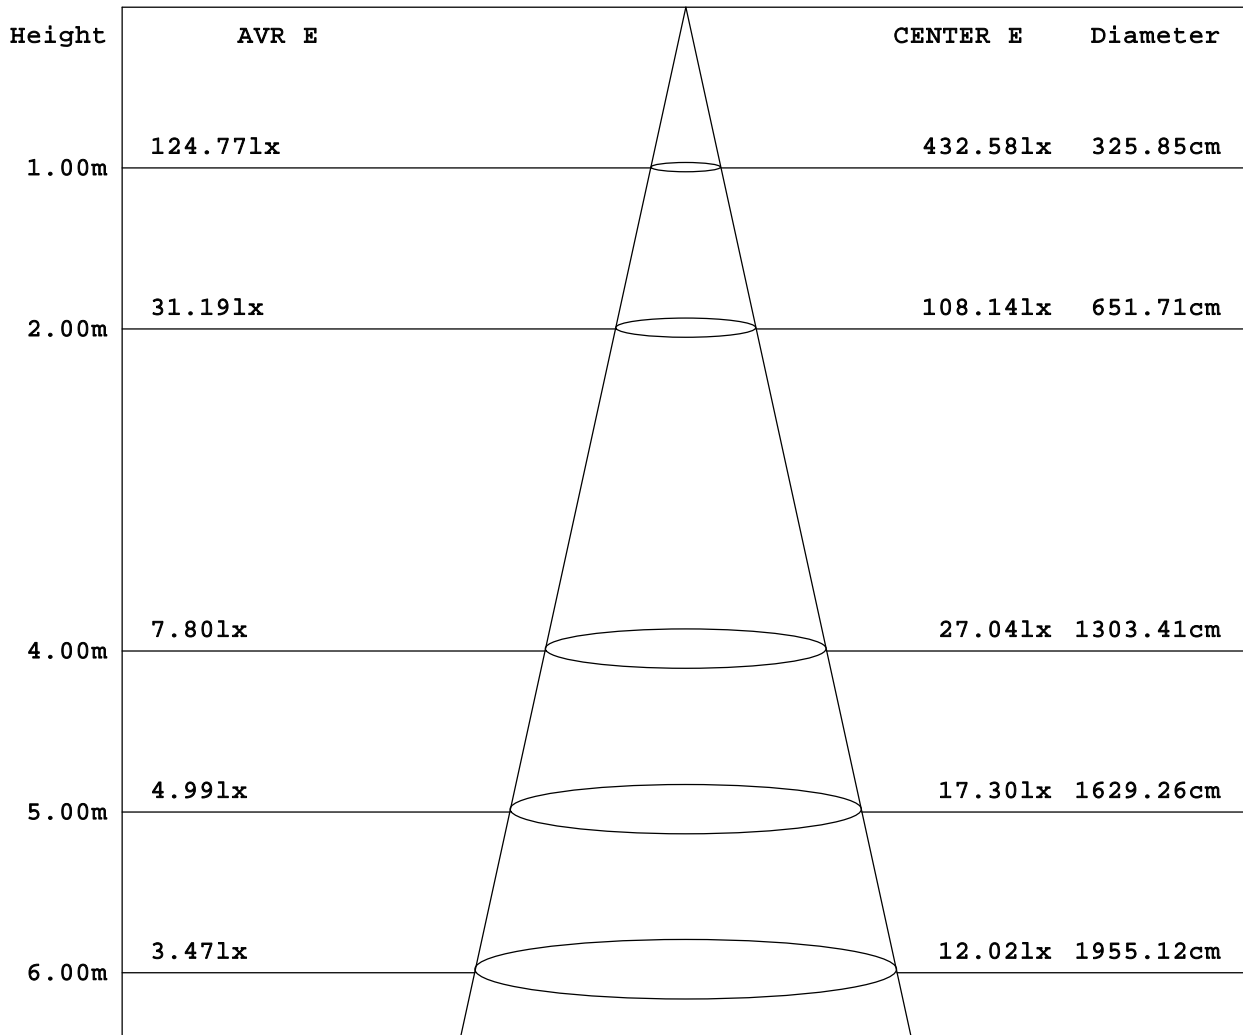 Height AVR E CENTER E Diameter
124.77lx 432.58lx 325.85cm
1.00m
31.19lx 108.14lx 651.71cm
2.00m
7.80lx 27.04lx 1303.41cm
4.00m
4.99lx 17.30lx 1629.26cm
5.00m
3.47lx 12.02lx 1955.12cm
6.00m